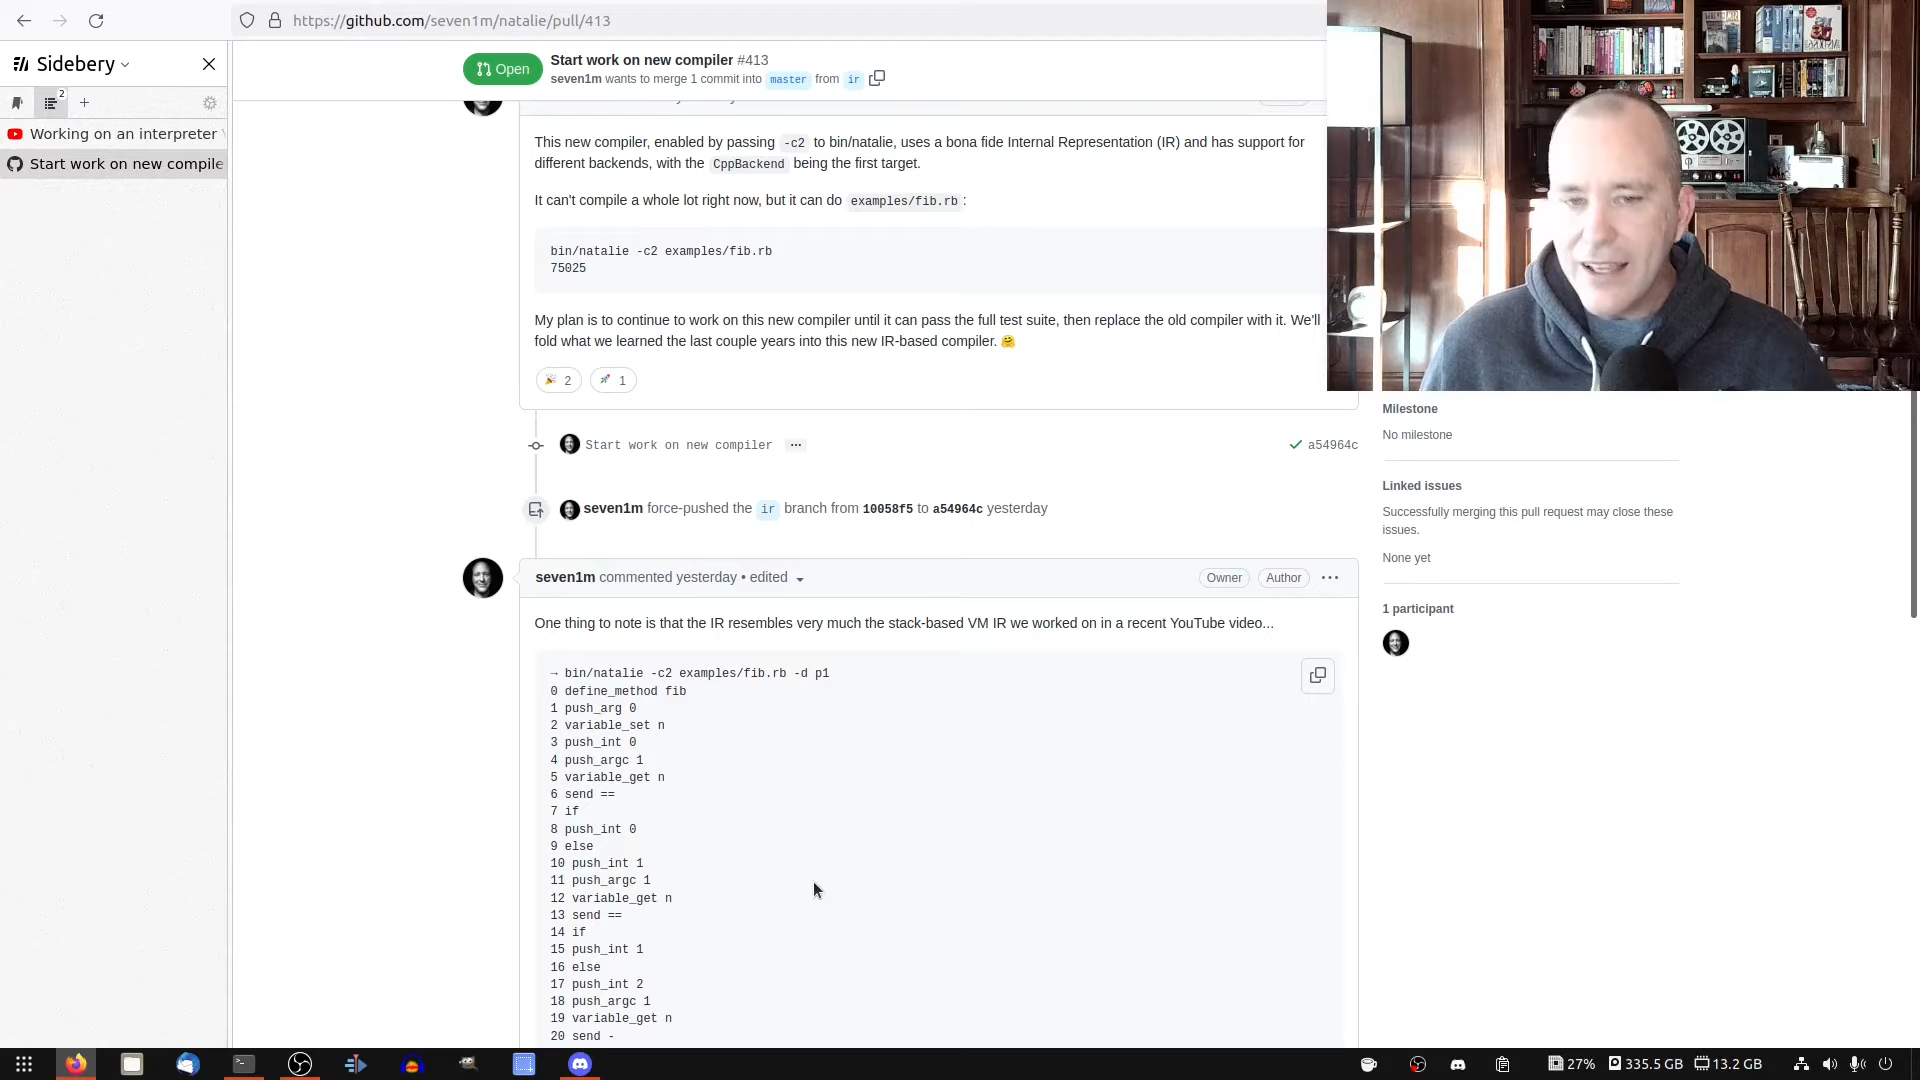 https://github.com/seven1m/natalie/pull/413
Sidebery
2
Working on an interpreter
Start work on new compile
Open
Start work on new compiler #413
seven1m wants to merge 1 commit into master from ir
This new compiler, enabled by passing -c2 to bin/natalie, uses a bona fide Internal Representation (IR) and has support for
different backends, with the CppBackend being the first target.
It can't compile a whole lot right now, but it can do examples/fib.rb :
bin/natalie -c2 examples/fib.rb
75025
My plan is to continue to work on this new compiler until it can pass the full test suite, then replace the old compiler with it. We'll
fold what we learned the last couple years into this new IR-based compiler. 🤗
🎉 2 🚀 1
Start work on new compiler ... a54964c
seven1m force-pushed the ir branch from 10058f5 to a54964c yesterday
seven1m commented yesterday • edited
Owner Author ...
One thing to note is that the IR resembles very much the stack-based VM IR we worked on in a recent YouTube video...
→ bin/natalie -c2 examples/fib.rb -d p1
0 define_method fib
1 push_arg 0
2 variable_set n
3 push_int 0
4 push_argc 1
5 variable_get n
6 send ==
7 if
8 push_int 0
9 else
10 push_int 1
11 push_argc 1
12 variable_get n
13 send ==
14 if
15 push_int 1
16 else
17 push_int 2
18 push_argc 1
19 variable_get n
20 send -
Milestone
No milestone
Linked issues
Successfully merging this pull request may close these
issues.
None yet
1 participant
27% 335.5 GB 13.2 GB